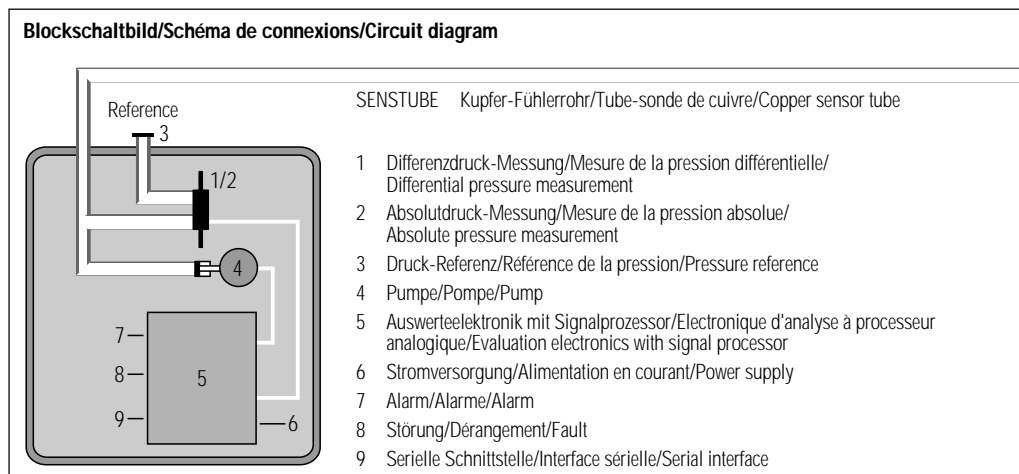 Blockschaltbild/Schéma de connexions/Circuit diagram
Reference
3
1/2
4
7
8
5
9
6
SENSTUBE Kupfer-Fühlerrohr/Tube-sonde de cuivre/Copper sensor tube
1 Differenzdruck-Messung/Mesure de la pression différentielle/
Differential pressure measurement
2 Absolutdruck-Messung/Mesure de la pression absolue/
Absolute pressure measurement
3 Druck-Referenz/Référence de la pression/Pressure reference
4 Pumpe/Pompe/Pump
5 Auswerteelektronik mit Signalprozessor/Electronique d'analyse à processeur
analogique/Evaluation electronics with signal processor
6 Stromversorgung/Alimentation en courant/Power supply
7 Alarm/Alarme/Alarm
8 Störung/Dérangement/Fault
9 Serielle Schnittstelle/Interface sérielle/Serial interface